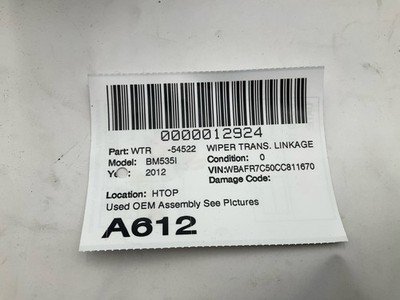 0000012924
Part: WTR -54522 WIPER TRANS. LINKAGE
Model: BM535I Condition: 0
Year: 2012 VIN:WBAFR7C50CC811670
Damage Code:
Location: HTOP
Used OEM Assembly See Pictures
A612